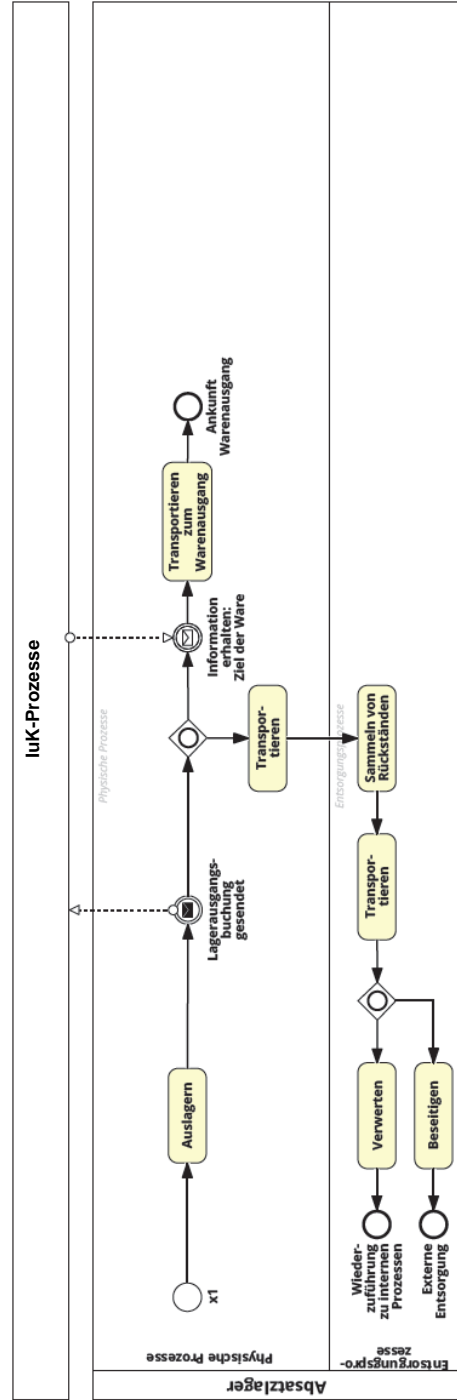 IuK-Prozesse
Absatzlager
Physische Prozesse
Physische Prozesse
x1
Auslagern
Lagerausgangs-
buchung
gesendet
Information
erhalten:
Ziel der Ware
Transportieren
zum
Warenausgang
Ankunft
Warenausgang
Transpor-
tieren
Entsorgungspro-
zesse
Entsorgungsprozesse
Sammeln von
Rückständen
Transpor-
tieren
Verwerten
Beseitigen
Wieder-
zuführung
zu internen
Prozessen
Externe
Entsorgung